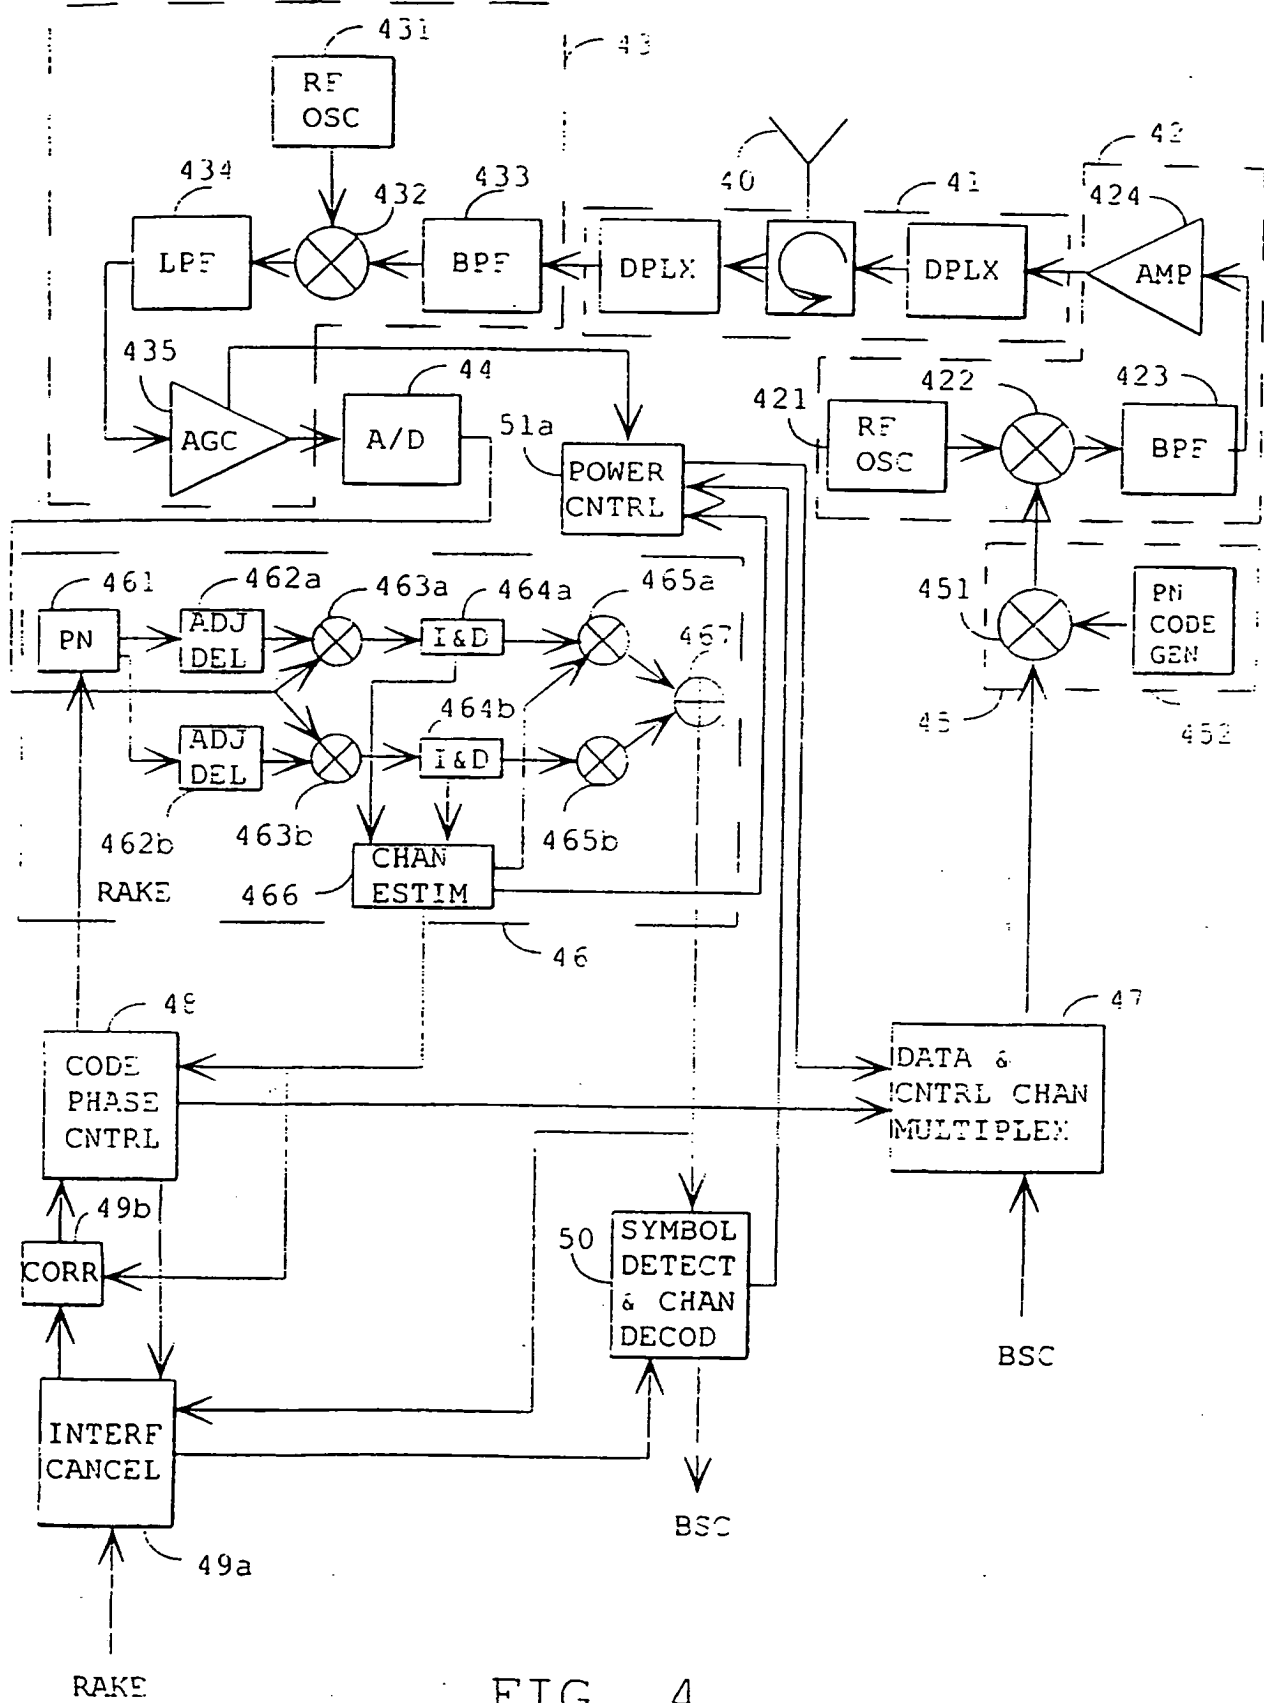 431
43
RF
OSC
40
42
434
432
433
41
424
LPF
BPF
DPLX
DPLX
AMP
435
44
422
423
421
51a
AGC
A/D
POWER
CNTRL
RF
OSC
BPF
461
462a
463a
464a
465a
467
451
PN
ADJ
DEL
I&D
PN
CODE
GEN
464b
45
452
ADJ
DEL
I&D
462b
463b
465b
RAKE
466
CHAN
ESTIM
46
48
47
CODE
PHASE
CNTRL
DATA &
CNTRL CHAN
MULTIPLEX
49b
CORR
50
SYMBOL
DETECT
& CHAN
DECOD
BSC
INTERF
CANCEL
BSC
49a
RAKE
FIG. 4